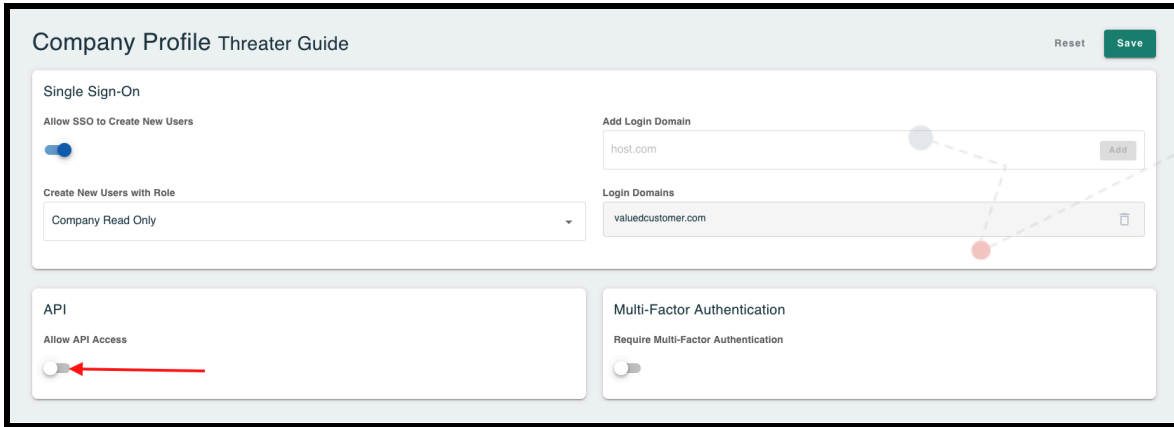 Company Profile Threater Guide
Reset
Save
Single Sign-On
Allow SSO to Create New Users
Add Login Domain
host.com
Add
Create New Users with Role
Login Domains
Company Read Only
valuedcustomer.com
API
Multi-Factor Authentication
Allow API Access
Require Multi-Factor Authentication